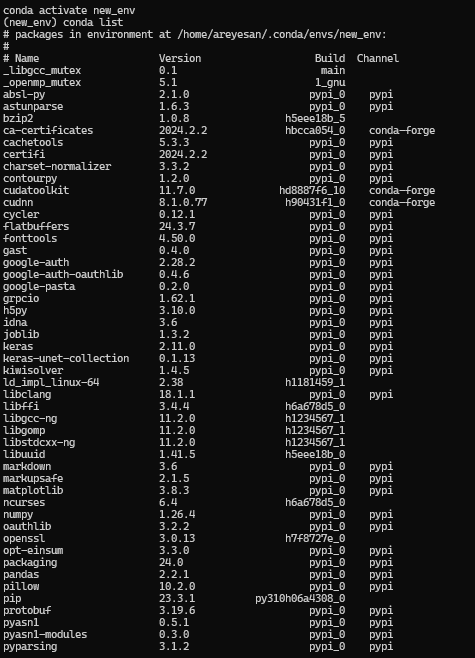 conda activate new_env
(new_env) conda list
# packages in environment at /home/areyesan/.conda/envs/new_env:
#
# Name Version Build Channel
_libgcc_mutex 0.1 main
_openmp_mutex 5.1 1_gnu
absl-py 2.1.0 pypi_0 pypi
astunparse 1.6.3 pypi_0 pypi
bzip2 1.0.8 h5eee18b_5
ca-certificates 2024.2.2 hbcca054_0 conda-forge
cachetools 5.3.3 pypi_0 pypi
certifi 2024.2.2 pypi_0 pypi
charset-normalizer 3.3.2 pypi_0 pypi
contourpy 1.2.0 pypi_0 pypi
cudatoolkit 11.7.0 hd8887f6_10 conda-forge
cudnn 8.1.0.77 h90431f1_0 conda-forge
cycler 0.12.1 pypi_0 pypi
flatbuffers 24.3.7 pypi_0 pypi
fonttools 4.50.0 pypi_0 pypi
gast 0.4.0 pypi_0 pypi
google-auth 2.28.2 pypi_0 pypi
google-auth-oauthlib 0.4.6 pypi_0 pypi
google-pasta 0.2.0 pypi_0 pypi
grpcio 1.62.1 pypi_0 pypi
h5py 3.10.0 pypi_0 pypi
idna 3.6 pypi_0 pypi
joblib 1.3.2 pypi_0 pypi
keras 2.11.0 pypi_0 pypi
keras-unet-collection 0.1.13 pypi_0 pypi
kiwisolver 1.4.5 pypi_0 pypi
ld_impl_linux-64 2.38 h1181459_1
libclang 18.1.1 pypi_0 pypi
libffi 3.4.4 h6a678d5_0
libgcc-ng 11.2.0 h1234567_1
libgomp 11.2.0 h1234567_1
libstdcxx-ng 11.2.0 h1234567_1
libuuid 1.41.5 h5eee18b_0
markdown 3.6 pypi_0 pypi
markupsafe 2.1.5 pypi_0 pypi
matplotlib 3.8.3 pypi_0 pypi
ncurses 6.4 h6a678d5_0
numpy 1.26.4 pypi_0 pypi
oauthlib 3.2.2 pypi_0 pypi
openssl 3.0.13 h7f8727e_0
opt-einsum 3.3.0 pypi_0 pypi
packaging 24.0 pypi_0 pypi
pandas 2.2.1 pypi_0 pypi
pillow 10.2.0 pypi_0 pypi
pip 23.3.1 py310h06a4308_0
protobuf 3.19.6 pypi_0 pypi
pyasn1 0.5.1 pypi_0 pypi
pyasn1-modules 0.3.0 pypi_0 pypi
pyparsing 3.1.2 pypi_0 pypi